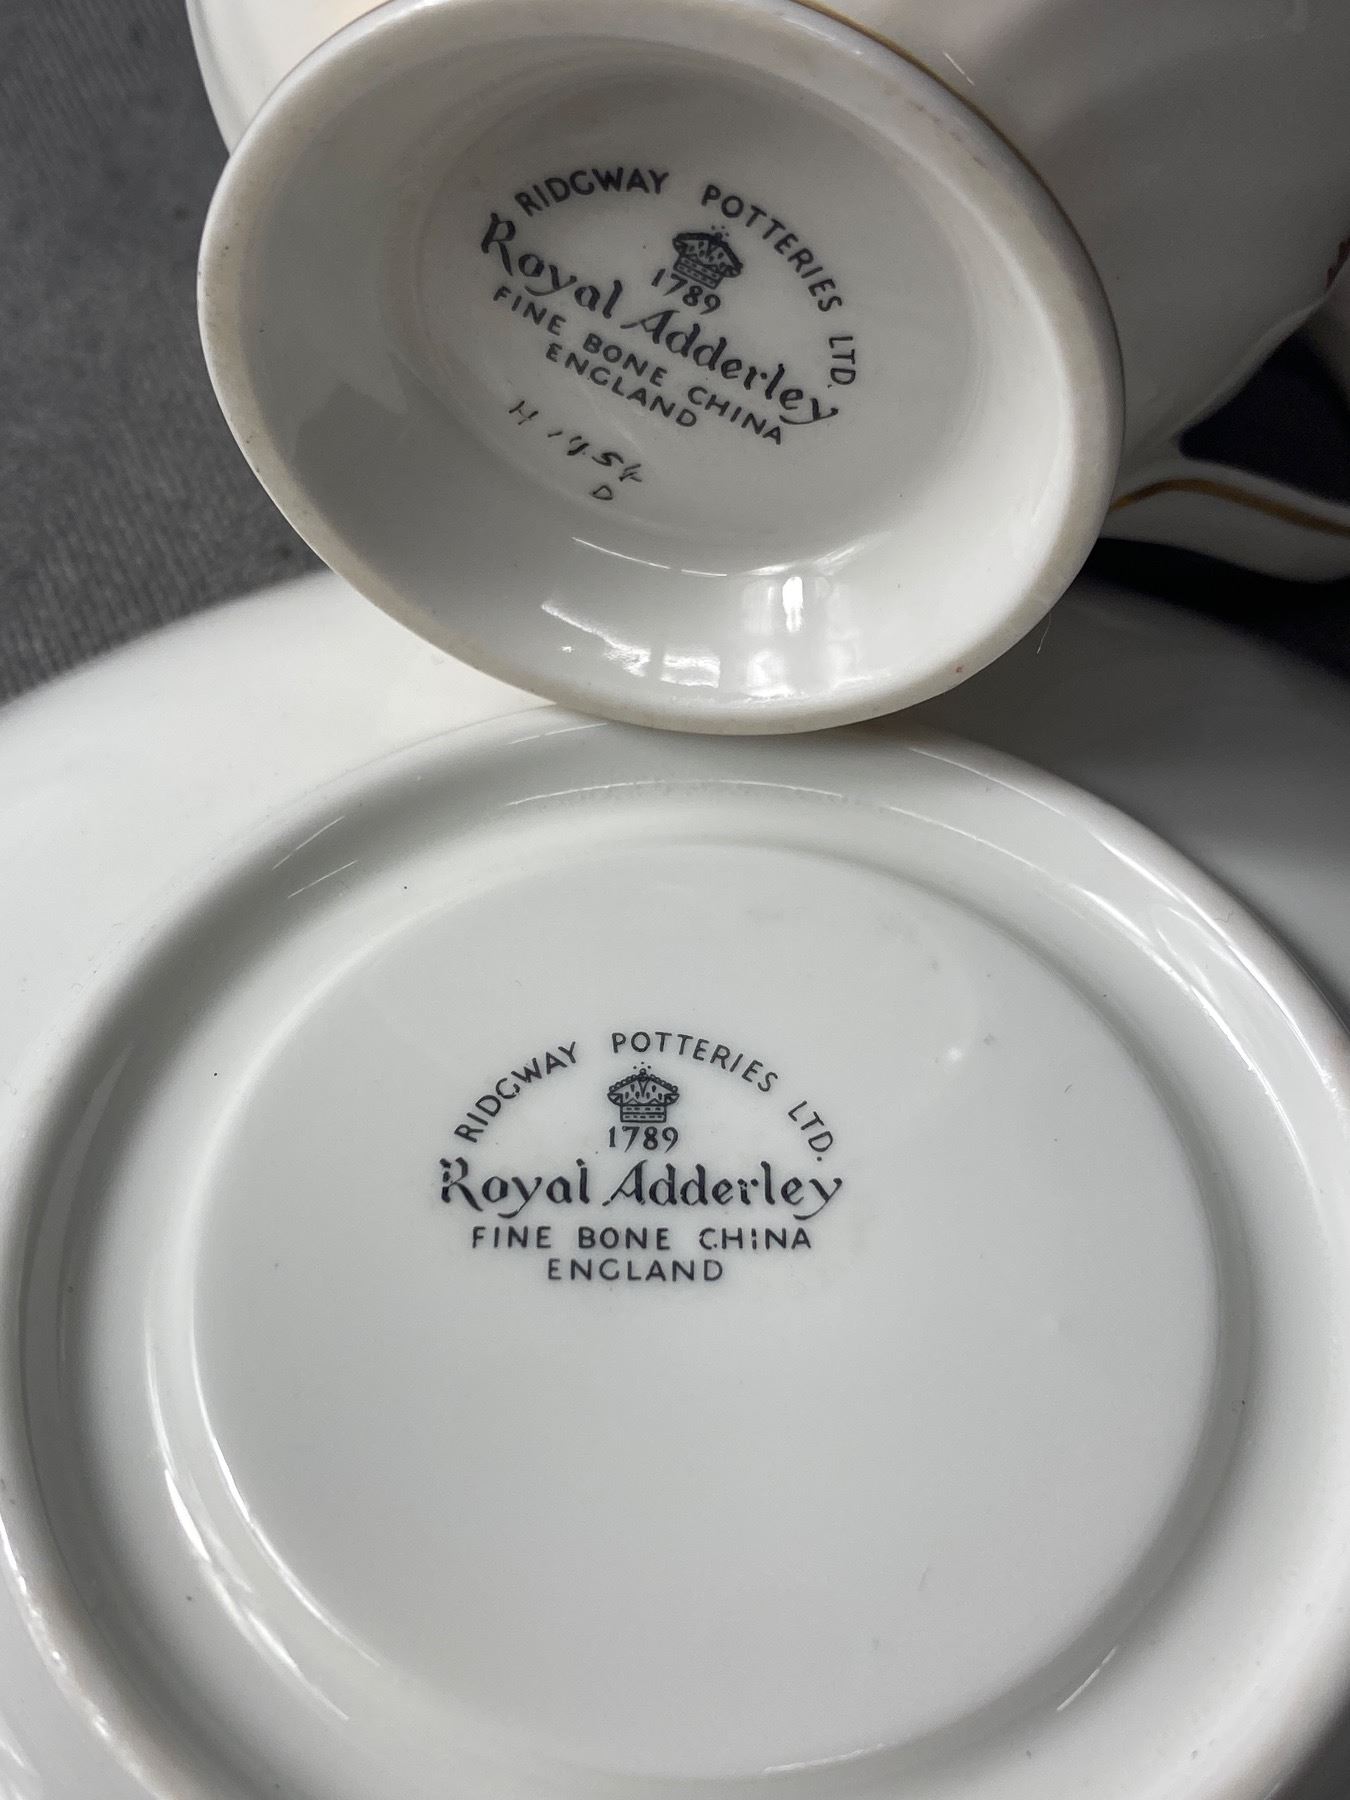 RIDGWAY POTTERIES LTD.
1789
Royal Adderley
FINE BONE CHINA
ENGLAND
H 1954
D
RIDGWAY POTTERIES LTD.
1789
Royal Adderley
FINE BONE CHINA
ENGLAND